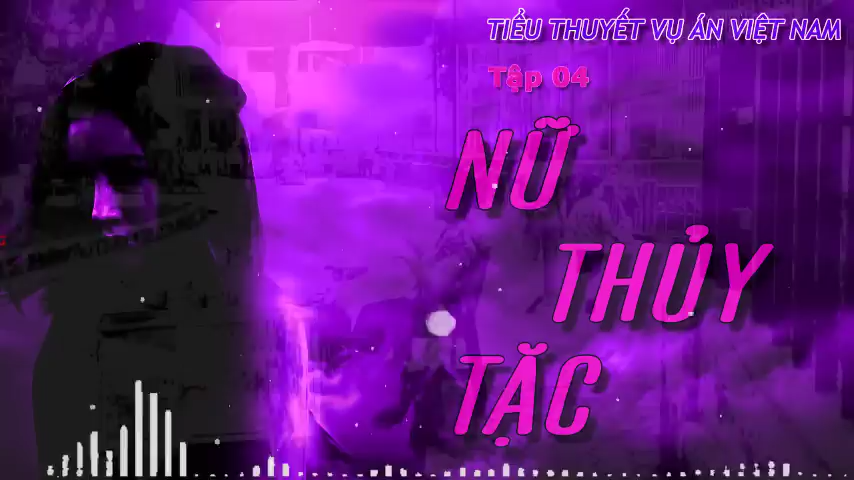 TIỂU THUYẾT VỤ ÁN VIỆT NAM
Tập 04
NỮ
THỦY
TẶC